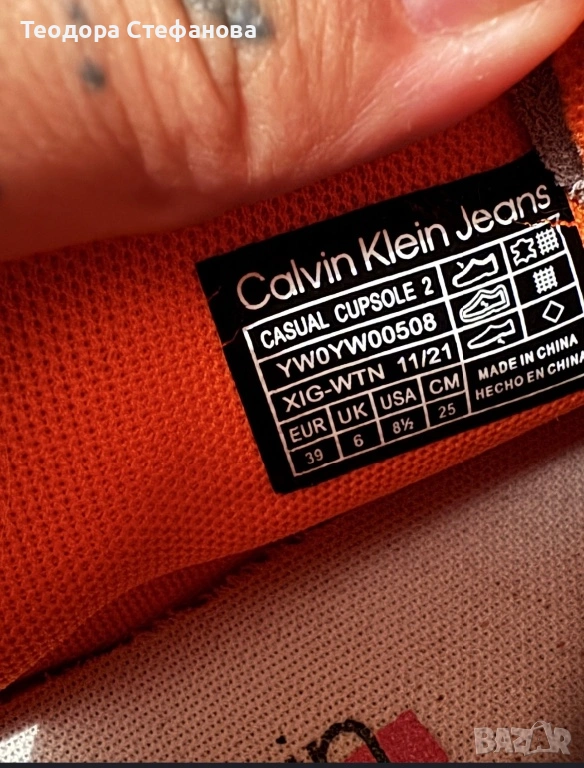 Теодора Стефанова
Calvin Klein Jeans
CASUAL CUPSOLE 2
YW0YW00508
XIG-WTN 11/21
EUR UK USA CM
39 6 8½ 25
MADE IN CHINA
HECHO EN CHINA
BAZAR